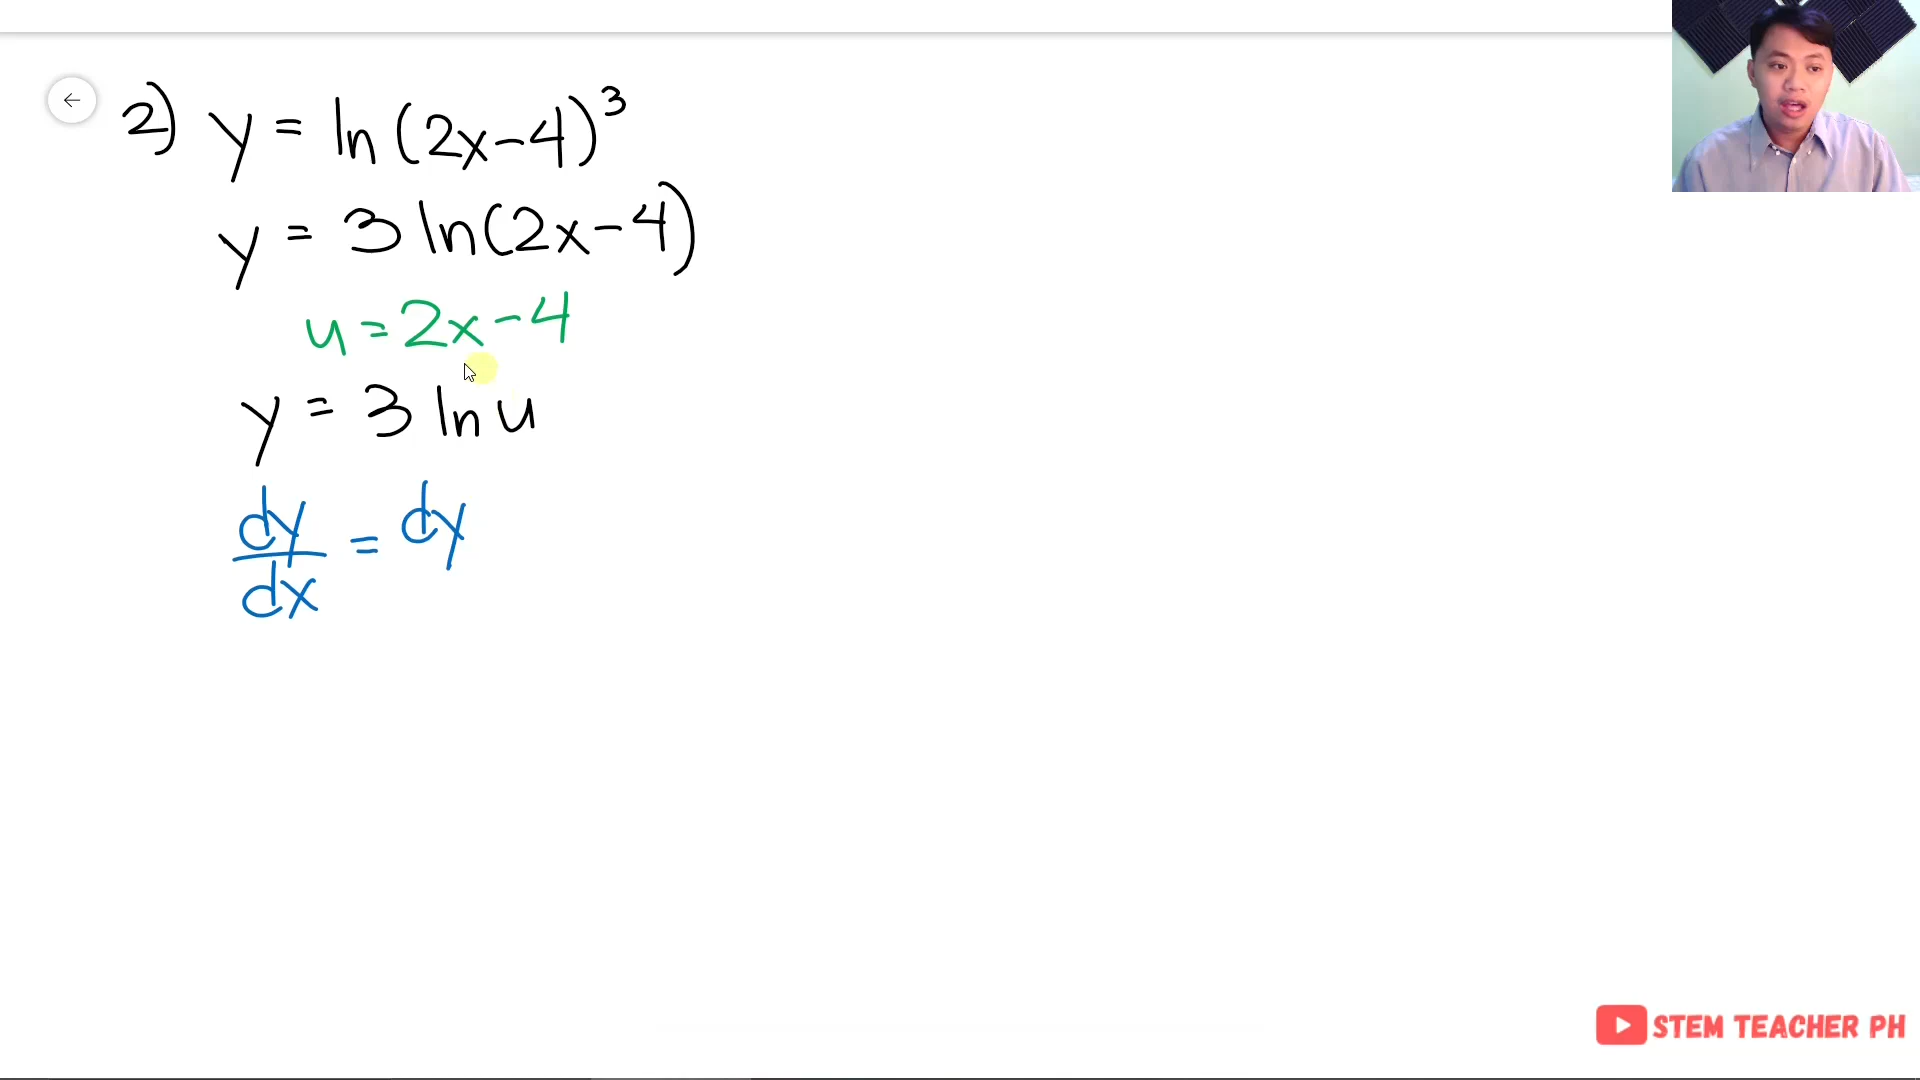 2) y = ln(2x-4)³
y = 3 ln(2x-4)
u = 2x-4
y = 3 ln u
dy/dx = dy
STEM TEACHER PH